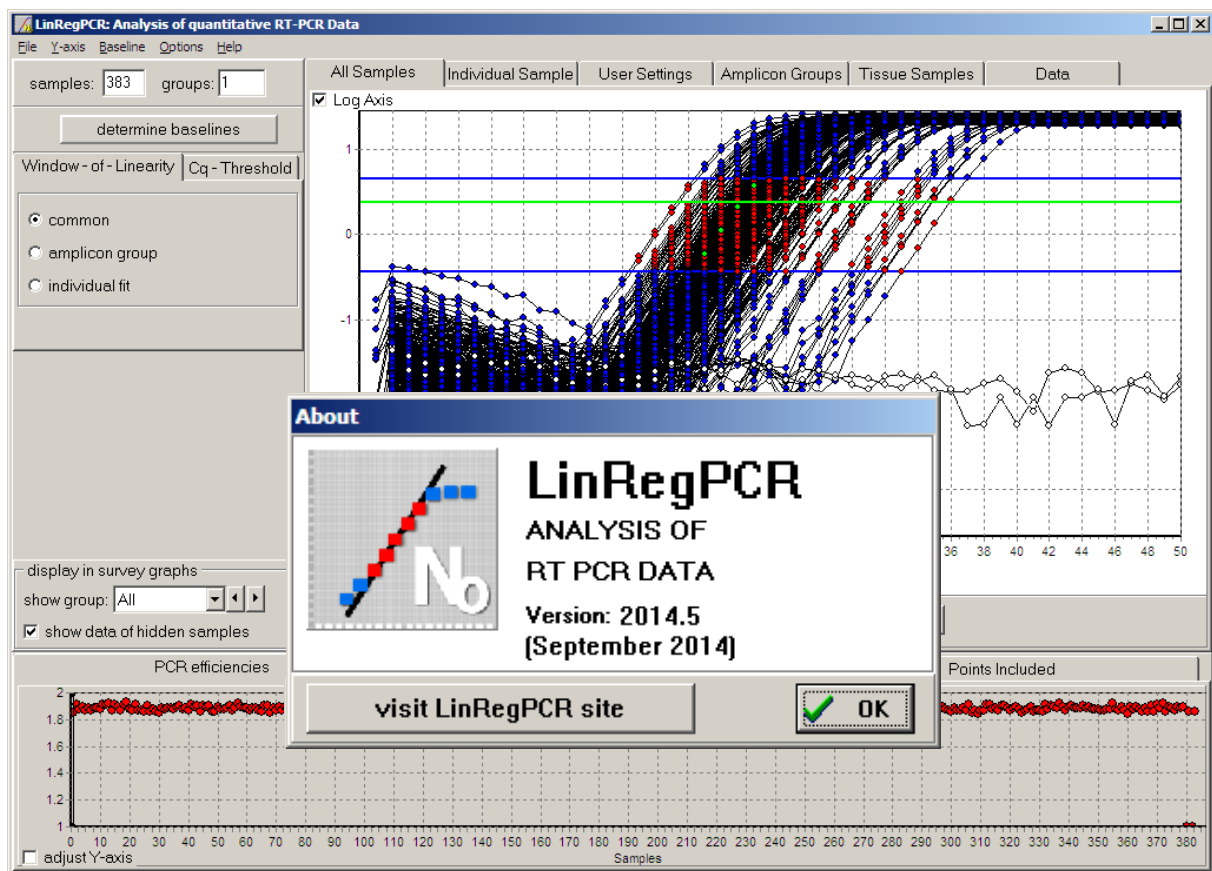 LinRegPCR: Analysis of quantitative RT-PCR Data
File Y-axis Baseline Options Help
samples: 383 groups: 1
determine baselines
Window-of-Linearity Cq-Threshold
common
amplicon group
individual fit
All Samples Individual Sample User Settings Amplicon Groups Tissue Samples Data
Log Axis
1
0
-1
36 38 40 42 44 46 48 50
About
LinRegPCR
ANALYSIS OF
RT PCR DATA
Version: 2014.5
(September 2014)
No
visit LinRegPCR site OK
display in survey graphs
show group: All
show data of hidden samples
PCR efficiencies Points Included
2
1.8
1.6
1.4
1.2
1
0 10 20 30 40 50 60 70 80 90 100 110 120 130 140 150 160 170 180 190 200 210 220 230 240 250 260 270 280 290 300 310 320 330 340 350 360 370 380
adjust Y-axis Samples